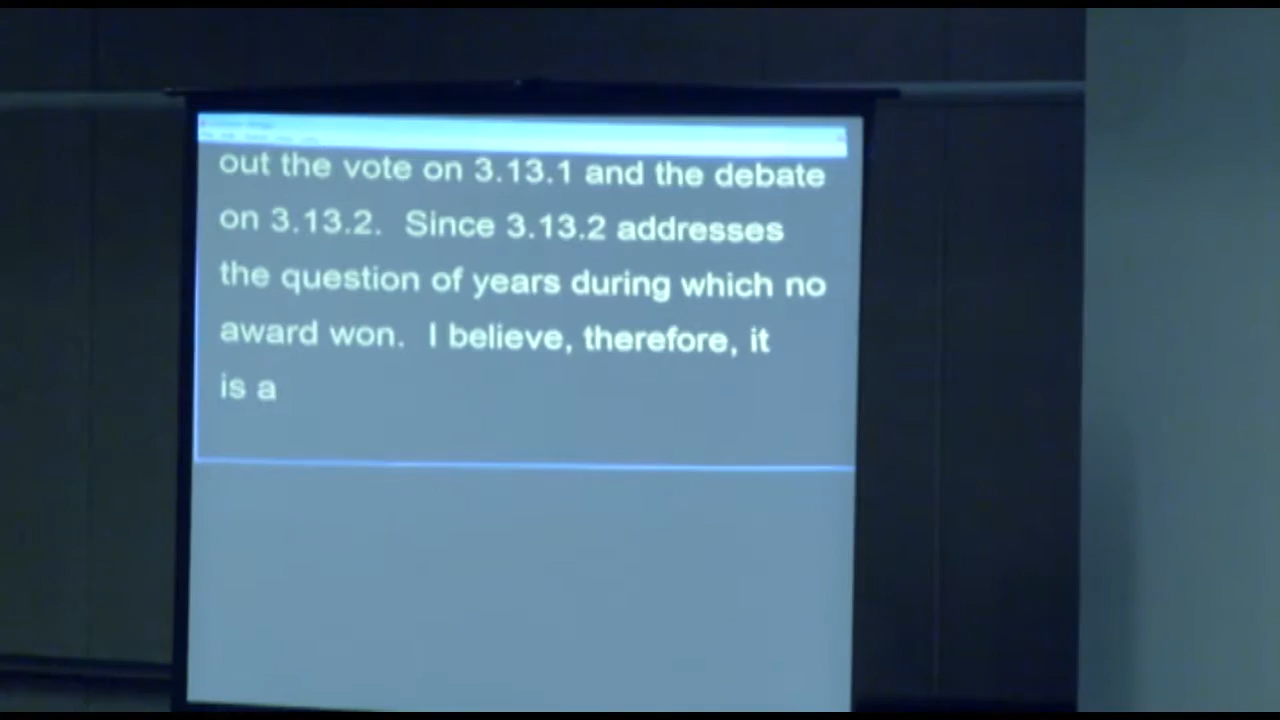 out the vote on 3.13.1 and the debate
on 3.13.2.  Since 3.13.2 addresses
the question of years during which no
award won.  I believe, therefore, it
is a